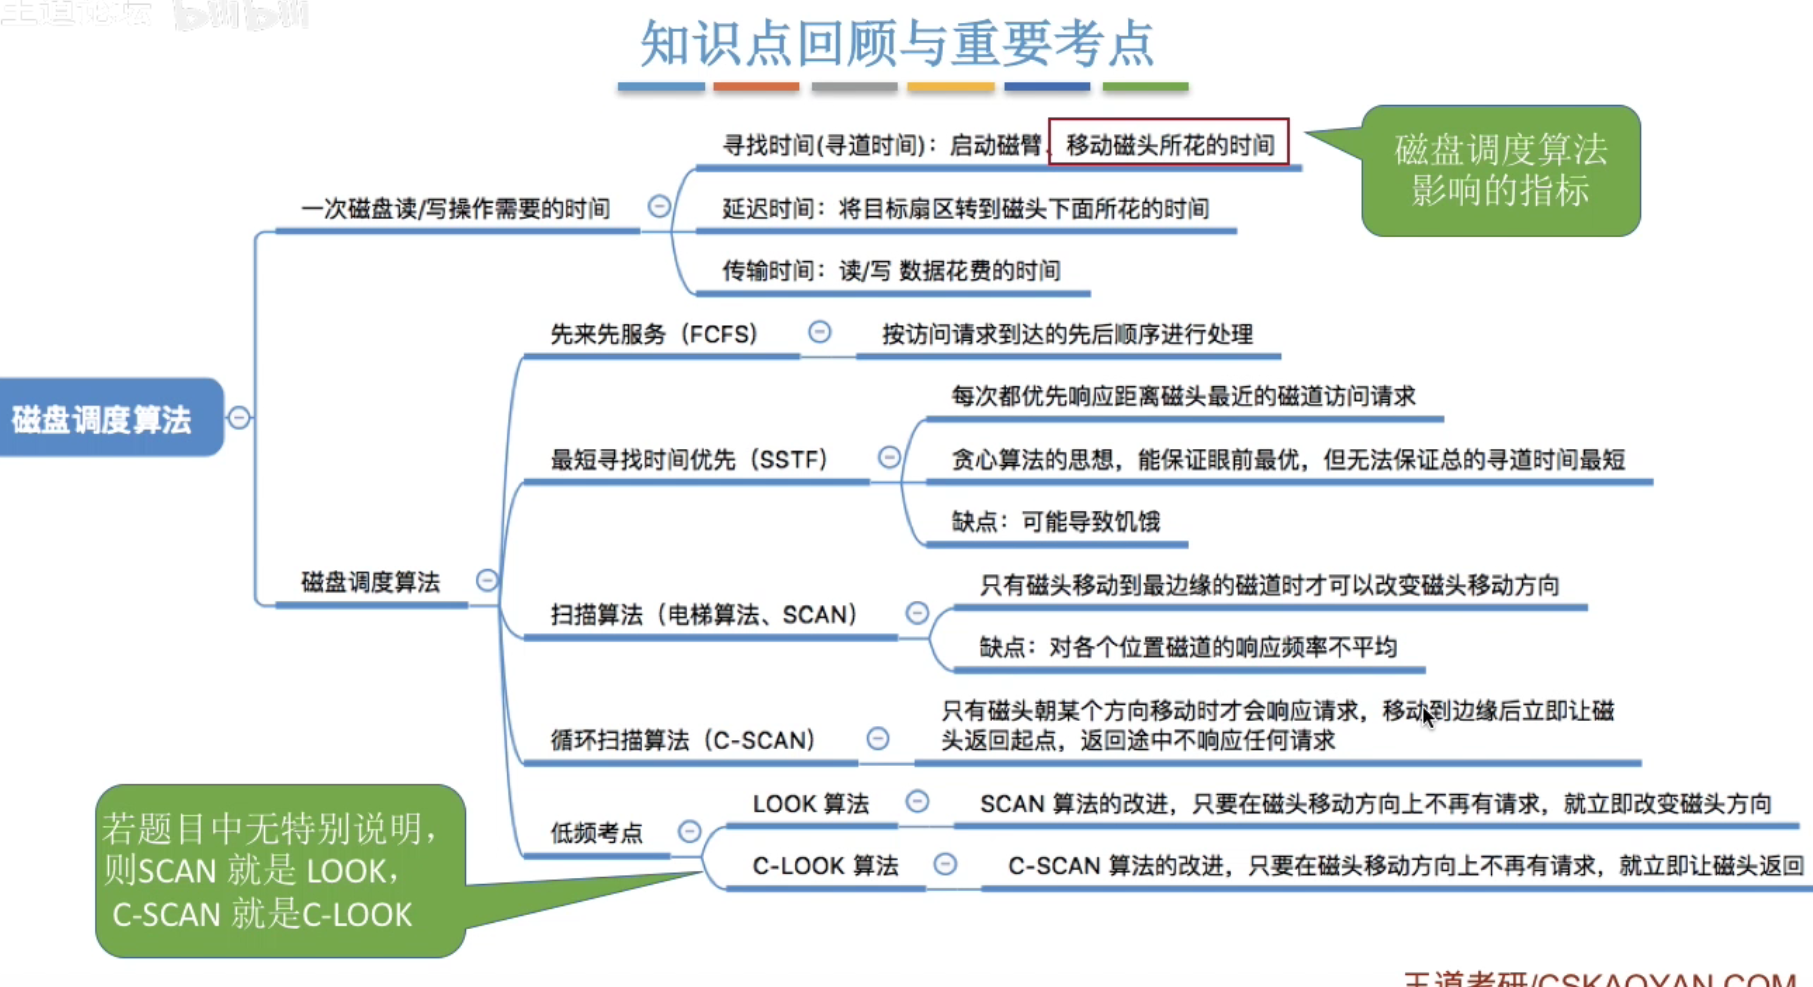 王道论坛 bilibili
知识点回顾与重要考点
寻找时间(寻道时间)：启动磁臂、移动磁头所花的时间
磁盘调度算法
影响的指标
一次磁盘读/写操作需要的时间
延迟时间：将目标扇区转到磁头下面所花的时间
传输时间：读/写 数据花费的时间
先来先服务（FCFS）
按访问请求到达的先后顺序进行处理
每次都优先响应距离磁头最近的磁道访问请求
磁盘调度算法
最短寻找时间优先（SSTF）
贪心算法的思想，能保证眼前最优，但无法保证总的寻道时间最短
缺点：可能导致饥饿
磁盘调度算法
只有磁头移动到最边缘的磁道时才可以改变磁头移动方向
扫描算法（电梯算法、SCAN）
缺点：对各个位置磁道的响应频率不平均
循环扫描算法（C-SCAN）
只有磁头朝某个方向移动时才会响应请求，移动到边缘后立即让磁
头返回起点，返回途中不响应任何请求
若题目中无特别说明，
则SCAN 就是 LOOK，
C-SCAN 就是C-LOOK
低频考点
LOOK 算法
SCAN 算法的改进，只要在磁头移动方向上不再有请求，就立即改变磁头方向
C-LOOK 算法
C-SCAN 算法的改进，只要在磁头移动方向上不再有请求，就立即让磁头返回
王道考研/CSKAOYAN.COM